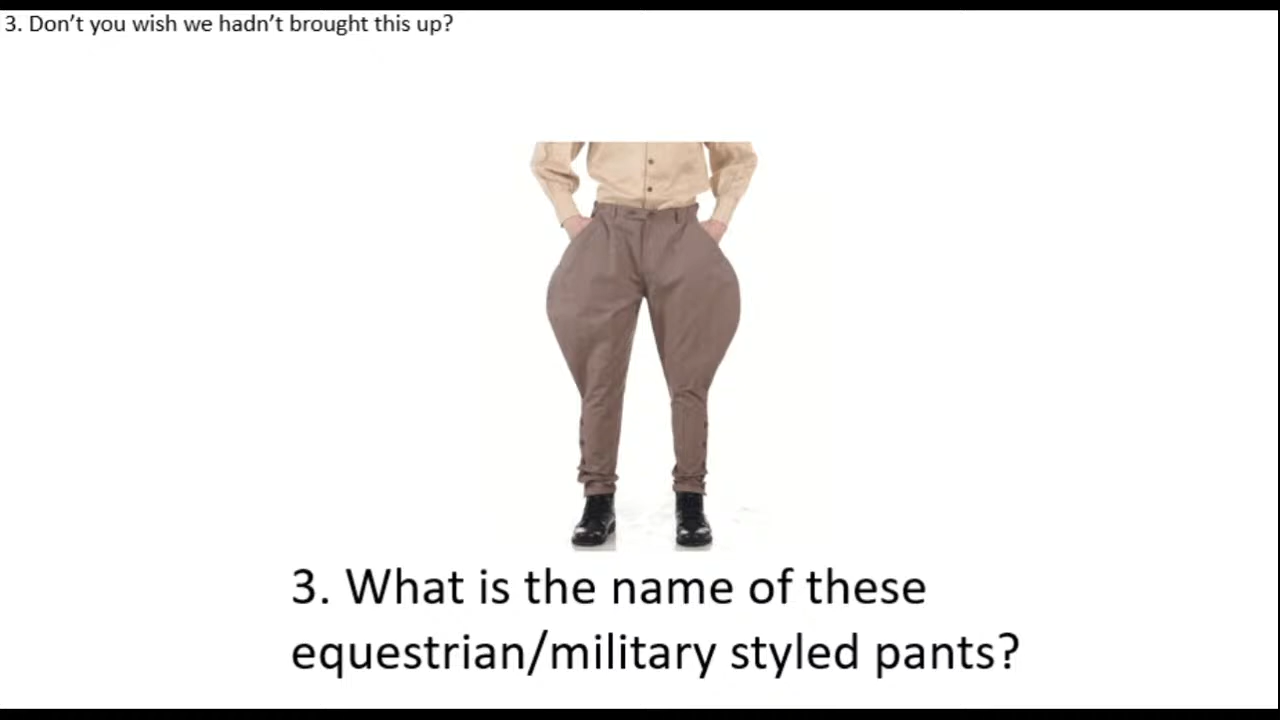 3. Don’t you wish we hadn’t brought this up?
3. What is the name of these
equestrian/military styled pants?